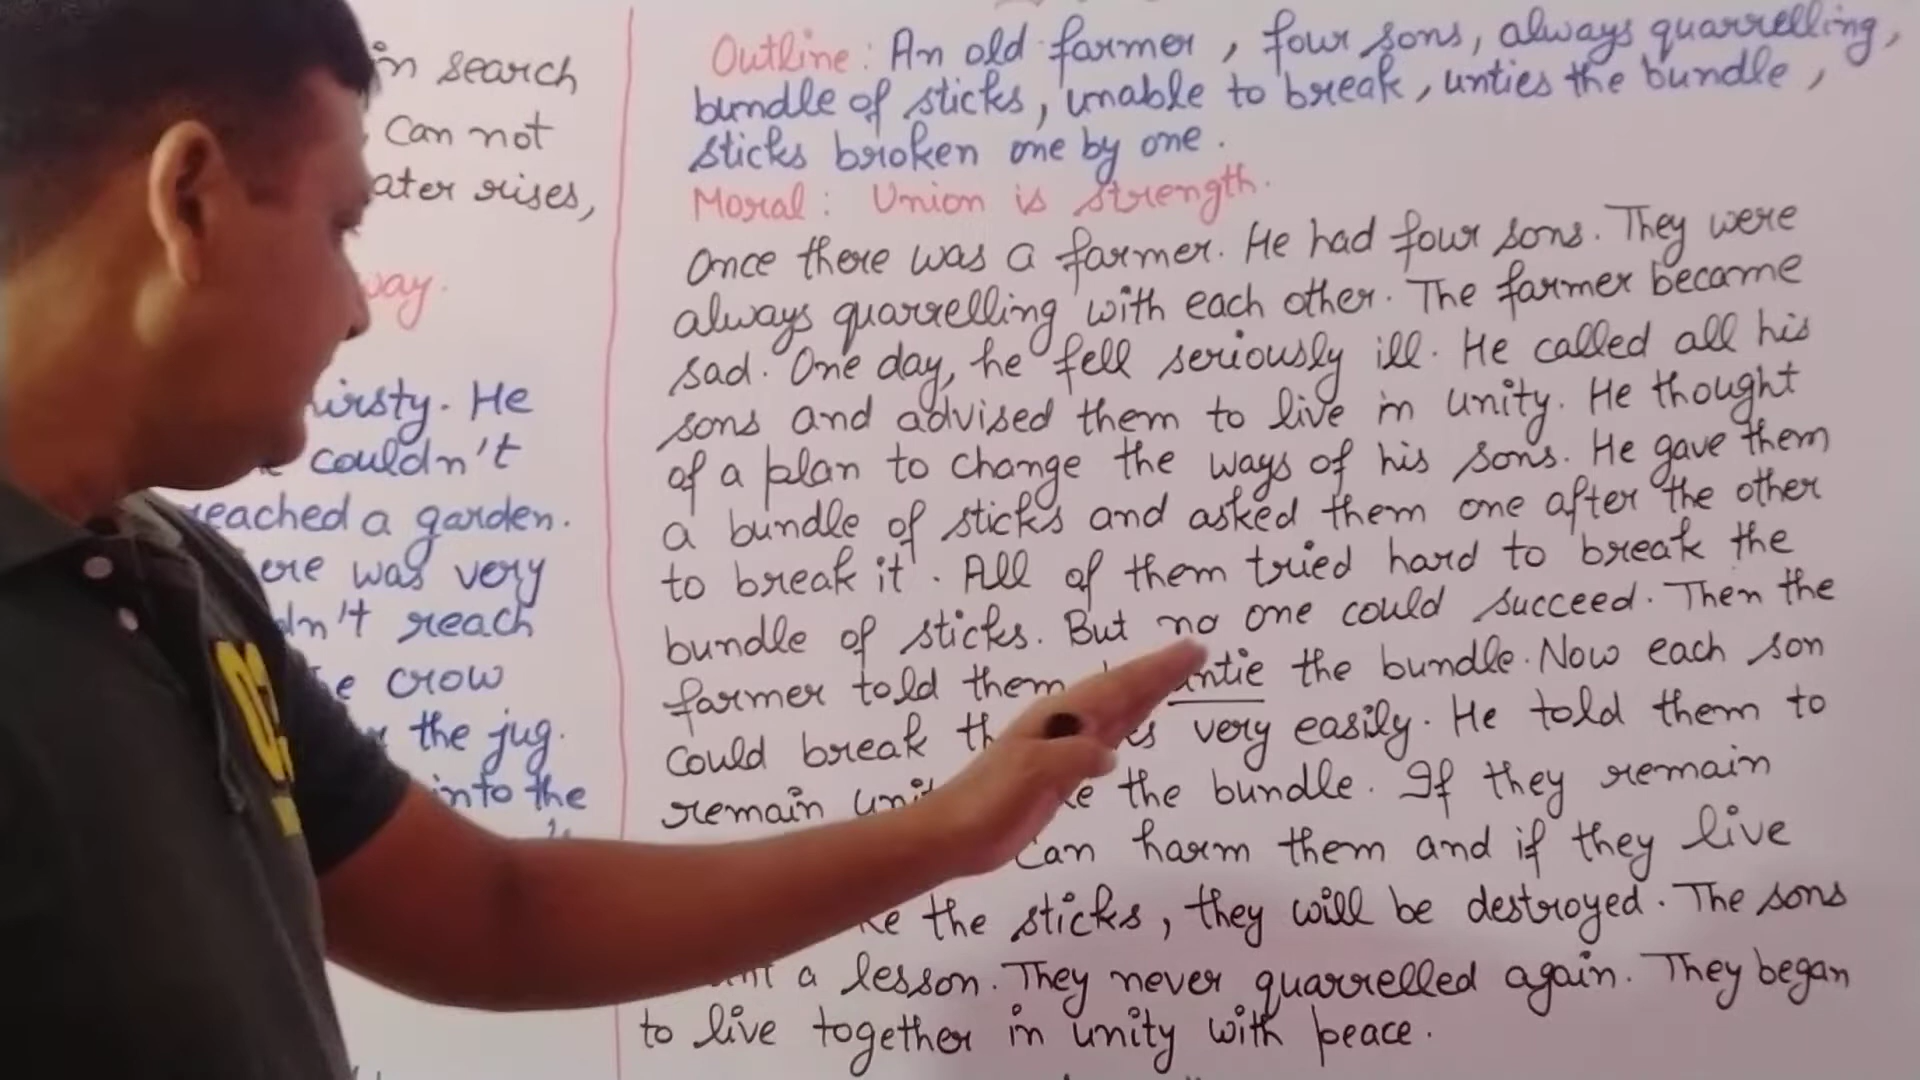 in search
can not
ater rises,
way.
hirsty. He
couldn't
reached a garden.
ere was very
dn't reach
e crow
the jug.
into the
Outline: An old farmer, four sons, always quarrelling,
bundle of sticks, unable to break, unties the bundle,
sticks broken one by one.
Moral: Union is strength.
Once there was a farmer. He had four sons. They were
always quarrelling with each other. The farmer became
sad. One day, he fell seriously ill. He called all his
sons and advised them to live in unity. He thought
of a plan to change the ways of his sons. He gave them
a bundle of sticks and asked them one after the other
to break it. All of them tried hard to break the
bundle of sticks. But no one could succeed. Then the
farmer told them untie the bundle. Now each son
could break th very easily. He told them to
remain unit the bundle. If they remain
can harm them and if they live
ke the sticks, they will be destroyed. The sons
a lesson. They never quarrelled again. They began
to live together in unity with peace.